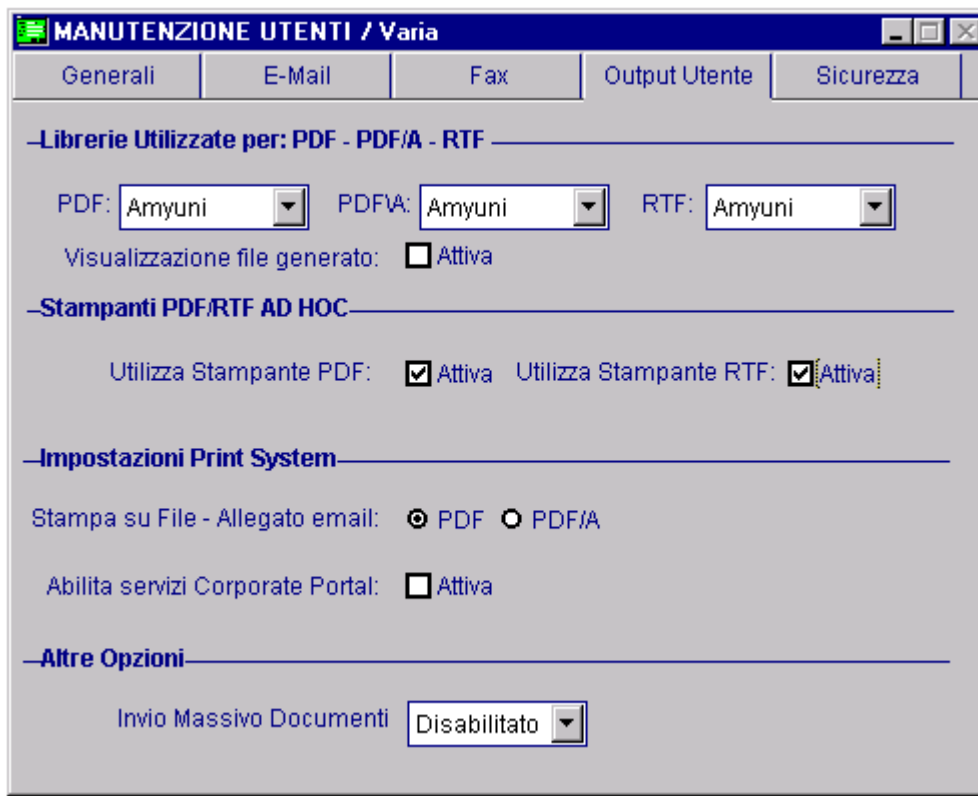 MANUTENZIONE UTENTI / Varia
Generali E-Mail Fax Output Utente Sicurezza
Librerie Utilizzate per: PDF - PDF/A - RTF
PDF: Amyuni PDF\A: Amyuni RTF: Amyuni
Visualizzazione file generato: Attiva
Stampanti PDF/RTF AD HOC
Utilizza Stampante PDF: Attiva Utilizza Stampante RTF: Attiva
Impostazioni Print System
Stampa su File - Allegato email: PDF PDF/A
Abilita servizi Corporate Portal: Attiva
Altre Opzioni
Invio Massivo Documenti Disabilitato